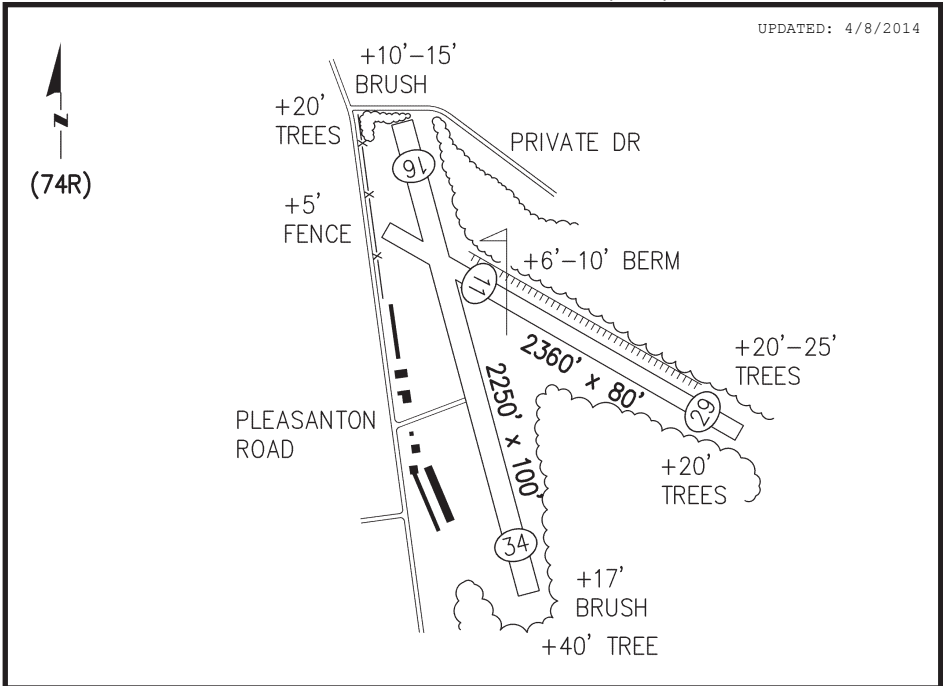 UPDATED: 4/8/2014
+10'-15'
BRUSH
+20'
TREES
PRIVATE DR
N
(74R)
16
+5'
FENCE
+6'-10' BERM
11
2360' x 80'
+20'-25'
TREES
29
2250' x 100'
PLEASANTON
ROAD
+20'
TREES
34
+17'
BRUSH
+40' TREE